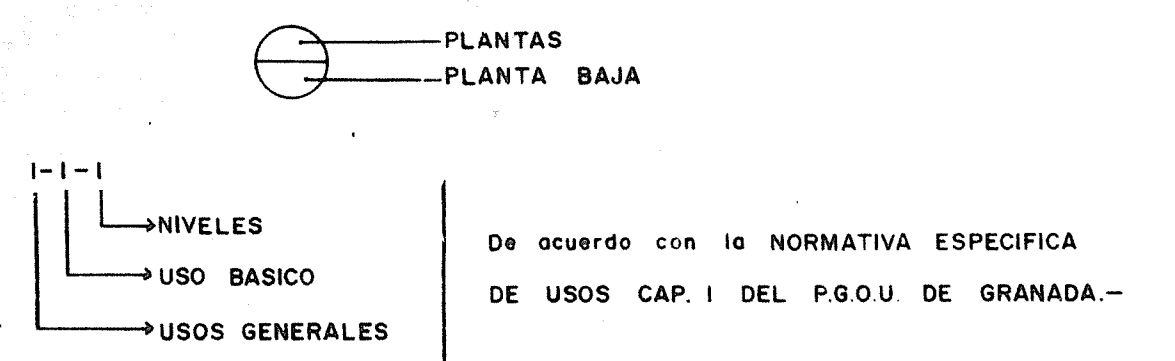 PLANTAS
PLANTA BAJA
I-I-I
NIVELES
USO BASICO
USOS GENERALES
De acuerdo con la NORMATIVA ESPECIFICA
DE USOS CAP. I DEL P.G.O.U. DE GRANADA.-